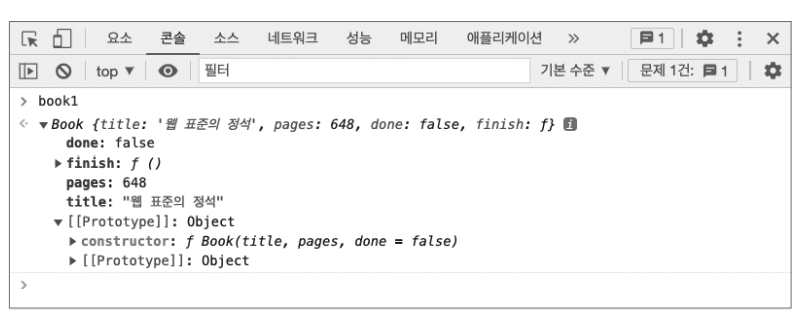 요소 콘솔 소스 네트워크 성능 메모리 애플리케이션 » 1
top ▼ 필터 기본 수준 ▼ 문제 1건: 1
> book1
▼Book {title: '웹 표준의 정석', pages: 648, done: false, finish: ƒ} i
done: false
▶finish: ƒ ()
pages: 648
title: "웹 표준의 정석"
▼[[Prototype]]: Object
▶constructor: ƒ Book(title, pages, done = false)
▶[[Prototype]]: Object
>